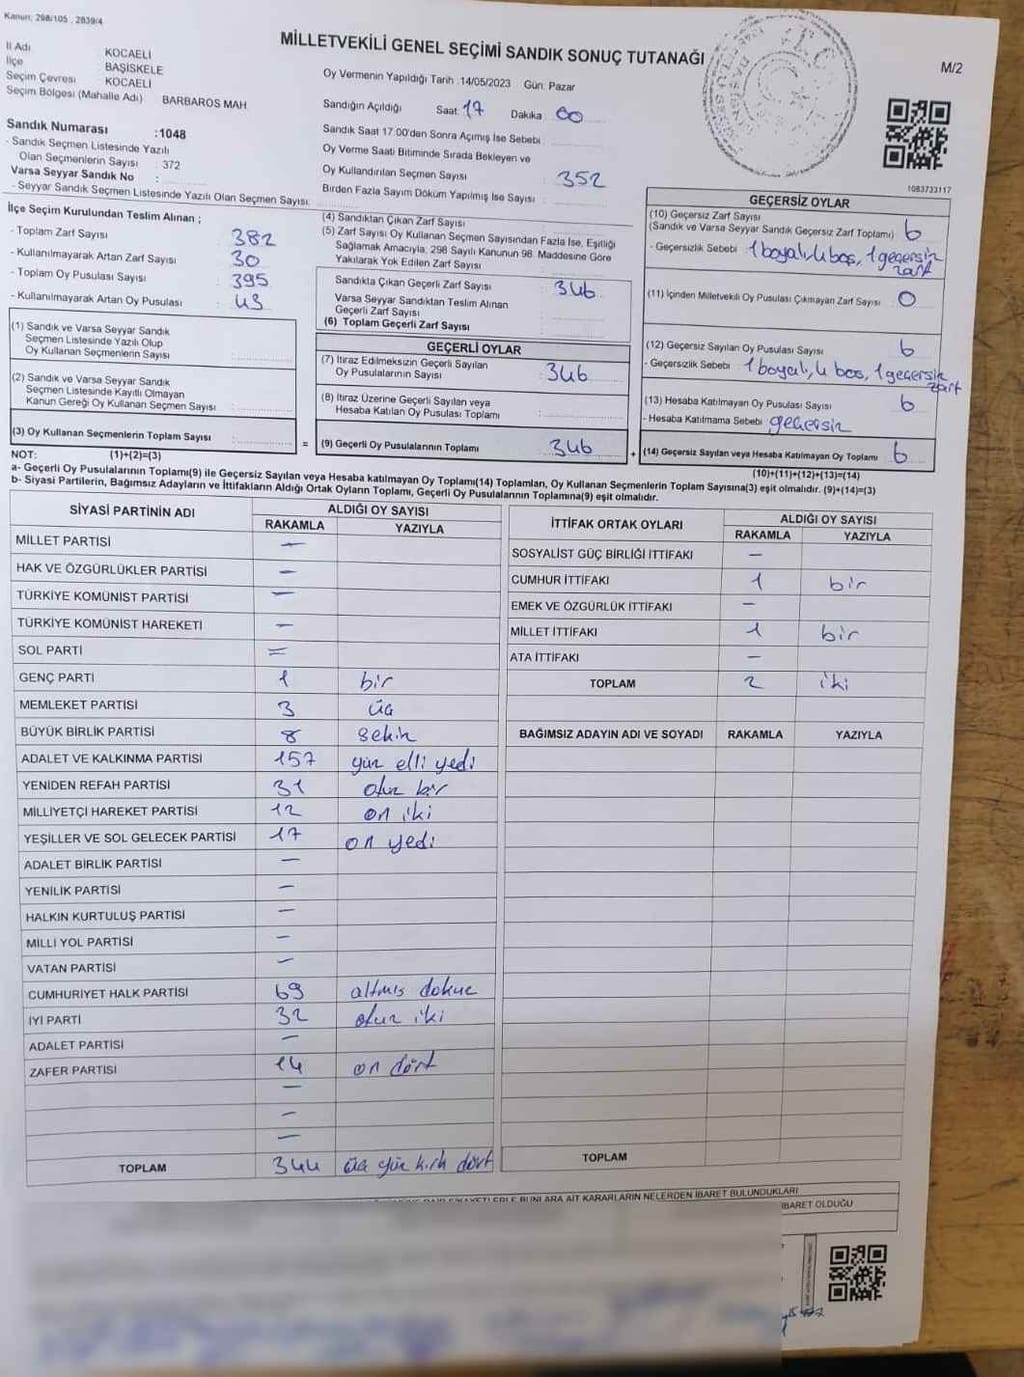 Kanun: 298/105 , 2839/4
MİLLETVEKİLİ GENEL SEÇİMİ SANDIK SONUÇ TUTANAĞI
M/2
İl Adı KOCAELİ
İlçe BAŞİSKELE
Seçim Çevresi KOCAELİ
Seçim Bölgesi (Mahalle Adı) BARBAROS MAH
Sandık Numarası :1048
- Sandık Seçmen Listesinde Yazılı
Olan Seçmenlerin Sayısı : 372
Varsa Seyyar Sandık No :
- Seyyar Sandık Seçmen Listesinde Yazılı Olan Seçmen Sayısı:
Oy Vermenin Yapıldığı Tarih :14/05/2023 Gün: Pazar
Sandığın Açıldığı Saat: 17 Dakika: 00
Sandık Saat 17.00'den Sonra Açımış İse Sebebi
Oy Verme Saati Bitiminde Sırada Bekleyen ve
Oy Kullandırılan Seçmen Sayısı : 352
Birden Fazla Sayım Döküm Yapılmış İse Sayısı
1083733117
İlçe Seçim Kurulundan Teslim Alınan ;
- Toplam Zarf Sayısı : 382
- Kullanılmayarak Artan Zarf Sayısı : 30
- Toplam Oy Pusulası Sayısı : 395
- Kullanılmayarak Artan Oy Pusulası : 43
(1) Sandık ve Varsa Seyyar Sandık
Seçmen Listesinde Yazılı Olup
Oy Kullanan Seçmenlerin Sayısı :
(2) Sandık ve Varsa Seyyar Sandık
Seçmen Listesinde Kayıtlı Olmayan
Kanun Gereği Oy Kullanan Seçmen Sayısı :
(3) Oy Kullanan Seçmenlerin Toplam Sayısı :
(4) Sandıktan Çıkan Zarf Sayısı :
(5) Zarf Sayısı Oy Kullanan Seçmen Sayısından Fazla İse, Eşitliği
Sağlamak Amacıyla, 298 Sayılı Kanunun 98. Maddesine Göre
Yakılarak Yok Edilen Zarf Sayısı
Sandıkta Çıkan Geçerli Zarf Sayısı : 346
Varsa Seyyar Sandıktan Teslim Alınan
Geçerli Zarf Sayısı
(6) Toplam Geçerli Zarf Sayısı :
GEÇERLİ OYLAR
(7) İtiraz Edilmeksizin Geçerli Sayılan
Oy Pusulalarının Sayısı : 346
(8) İtiraz Üzerine Geçerli Sayılan veya
Hesaba Katılan Oy Pusulası Toplamı :
= (9) Geçerli Oy Pusulalarının Toplamı : 346
GEÇERSİZ OYLAR
(10) Geçersiz Zarf Sayısı
(Sandık ve Varsa Seyyar Sandık Geçersiz Zarf Toplamı) : 6
- Geçersizlik Sebebi : 1 boyalı, 4 boş, 1 geçersiz
zarf
(11) İçinden Milletvekili Oy Pusulası Çıkmayan Zarf Sayısı : 0
(12) Geçersiz Sayılan Oy Pusulası Sayısı : 6
- Geçersizlik Sebebi : 1 boyalı, 4 boş, 1 geçersiz
zarf
(13) Hesaba Katılmayan Oy Pusulası Sayısı : 6
- Hesaba Katılmama Sebebi : geçersiz
+ (14) Geçersiz Sayılan veya Hesaba Katılmayan Oy Toplamı : 6
NOT: (1)+(2)=(3)
(10)+(11)+(12)+(13)=(14)
a- Geçerli Oy Pusulalarının Toplamı(9) ile Geçersiz Sayılan veya Hesaba katılmayan Oy Toplamı(14) Toplamları, Oy Kullanan Seçmenlerin Toplam Sayısına(3) eşit olmalıdır. (9)+(14)=(3)
b- Siyasi Partilerin, Bağımsız Adayların ve İttifakların Aldığı Ortak Oyların Toplamı, Geçerli Oy Pusulalarının Toplamına(9) eşit olmalıdır.
SİYASİ PARTİNİN ADI ALDIĞI OY SAYISI
RAKAMLA YAZIYLA
MİLLET PARTİSİ —
HAK VE ÖZGÜRLÜKLER PARTİSİ —
TÜRKİYE KOMÜNİST PARTİSİ —
TÜRKİYE KOMÜNİST HAREKETİ —
SOL PARTİ =
GENÇ PARTİ 1 bir
MEMLEKET PARTİSİ 3 üç
BÜYÜK BİRLİK PARTİSİ 8 sekiz
ADALET VE KALKINMA PARTİSİ 157 yüz elli yedi
YENİDEN REFAH PARTİSİ 31 otuz bir
MİLLİYETÇİ HAREKET PARTİSİ 12 on iki
YEŞİLLER VE SOL GELECEK PARTİSİ 17 on yedi
ADALET BİRLİK PARTİSİ —
YENİLİK PARTİSİ —
HALKIN KURTULUŞ PARTİSİ —
MİLLİ YOL PARTİSİ —
VATAN PARTİSİ —
CUMHURİYET HALK PARTİSİ 69 altmış dokuz
İYİ PARTİ 32 otuz iki
ADALET PARTİSİ —
ZAFER PARTİSİ 14 on dört
—
—
—
TOPLAM 344 üç yüz kırk dört
İTTİFAK ORTAK OYLARI ALDIĞI OY SAYISI
RAKAMLA YAZIYLA
SOSYALİST GÜÇ BİRLİĞİ İTTİFAKI —
CUMHUR İTTİFAKI 1 bir
EMEK VE ÖZGÜRLÜK İTTİFAKI —
MİLLET İTTİFAKI 1 bir
ATA İTTİFAKI —
TOPLAM 2 iki
BAĞIMSIZ ADAYIN ADI VE SOYADI RAKAMLA YAZIYLA
TOPLAM
BUNLARA AİT KARARLARIN NELERDEN İBARET BULUNDUKLARI
İBARET OLDUĞU